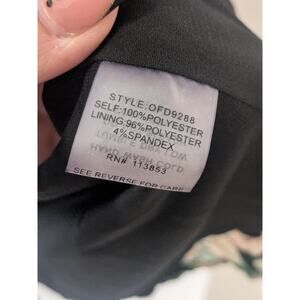 STYLE:OFD9288
SELF:100%POLYESTER
LINING:96%POLYESTER
4%SPANDEX
RN# 113853
SEE REVERSE FOR CARE